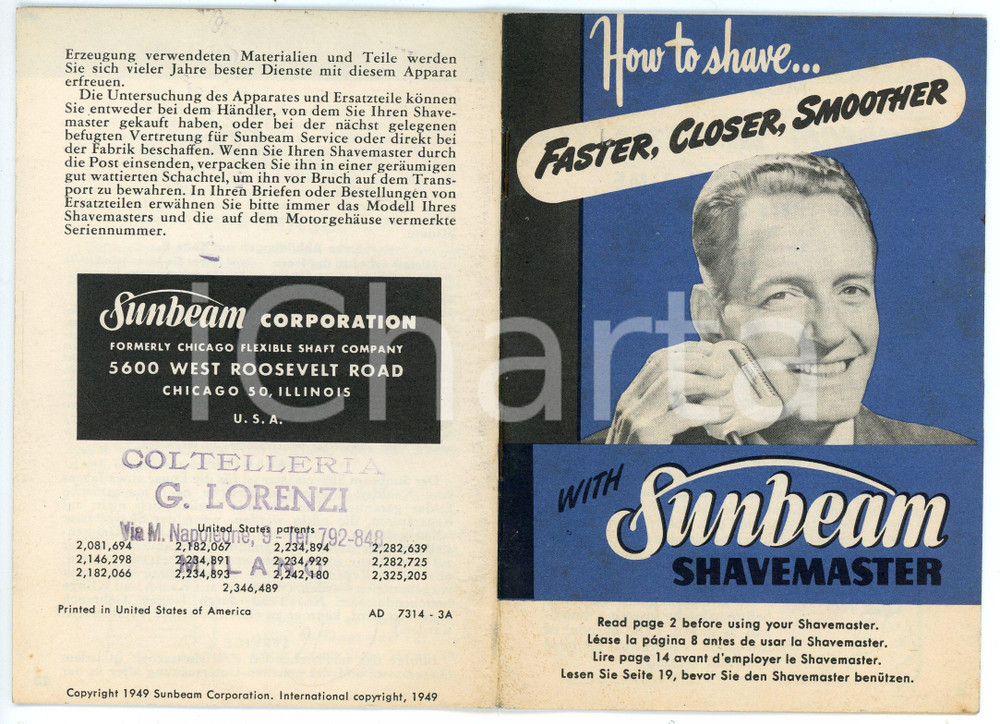 Erzeugung verwendeten Materialien und Teile werden
Sie sich vieler Jahre bester Dienste mit diesem Apparat
erfreuen.
Die Untersuchung des Apparates und Ersatzteile können
Sie entweder bei dem Händler, von dem Sie Ihren Shave-
master gekauft haben, oder bei der nächst gelegenen
befugten Vertretung für Sunbeam Service oder direkt bei
der Fabrik beschaffen. Wenn Sie Ihren Shavemaster durch
die Post einsenden, verpacken Sie ihn in einer geräumigen
gut wattierten Schachtel, um ihn vor Bruch auf dem Trans-
port zu bewahren. In Ihren Briefen oder Bestellungen von
Ersatzteilen erwähnen Sie bitte immer das Modell Ihres
Shavemasters und die auf dem Motorgehäuse vermerkte
Seriennummer.
Sunbeam CORPORATION
FORMERLY CHICAGO FLEXIBLE SHAFT COMPANY
5600 WEST ROOSEVELT ROAD
CHICAGO 50, ILLINOIS
U. S. A.
COLTELLERIA
G. LORENZI
Via M. Napoleone, 9 - Tel. 792-848
MILANO
United States patents
2,081,694 2,182,067 2,234,894 2,282,639
2,146,298 2,234,891 2,234,929 2,282,725
2,182,066 2,234,893 2,242,180 2,325,205
2,346,489
Printed in United States of America AD 7314 - 3A
Copyright 1949 Sunbeam Corporation. International copyright, 1949
How to shave...
FASTER, CLOSER, SMOOTHER
WITH Sunbeam
SHAVEMASTER
Read page 2 before using your Shavemaster.
Léase la página 8 antes de usar la Shavemaster.
Lire page 14 avant d'employer le Shavemaster.
Lesen Sie Seite 19, bevor Sie den Shavemaster benützen.
iCharta